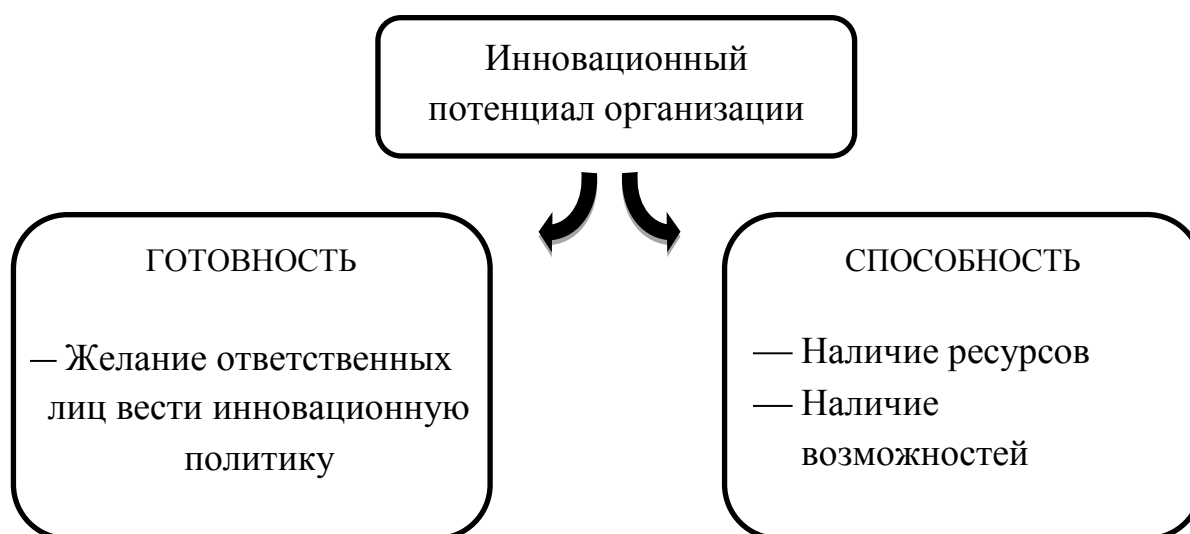 Инновационный
потенциал организации
ГОТОВНОСТЬ
— Желание ответственных
лиц вести инновационную
политику
СПОСОБНОСТЬ
— Наличие ресурсов
— Наличие
возможностей